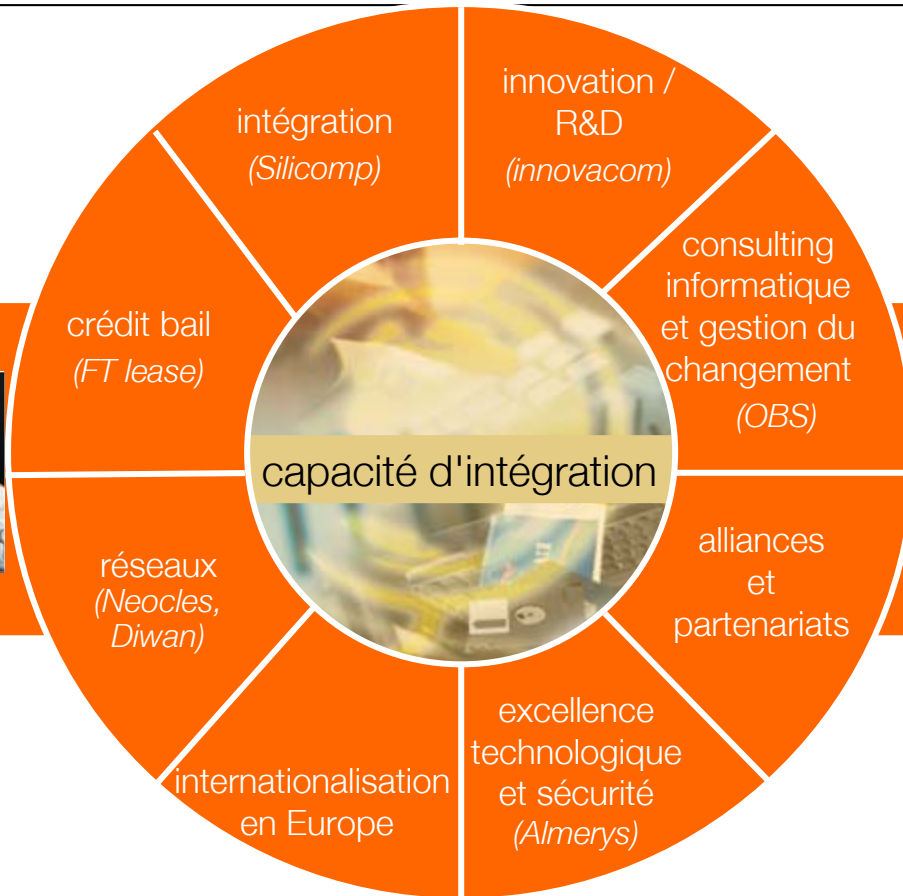 innovation /
R&D
(innovacom)
consulting
informatique
et gestion du
changement
(OBS)
alliances
et
partenariats
excellence
technologique
et sécurité
(Almerys)
internationalisation
en Europe
réseaux
(Neocles,
Diwan)
crédit bail
(FT lease)
intégration
(Silicomp)
capacité d'intégration